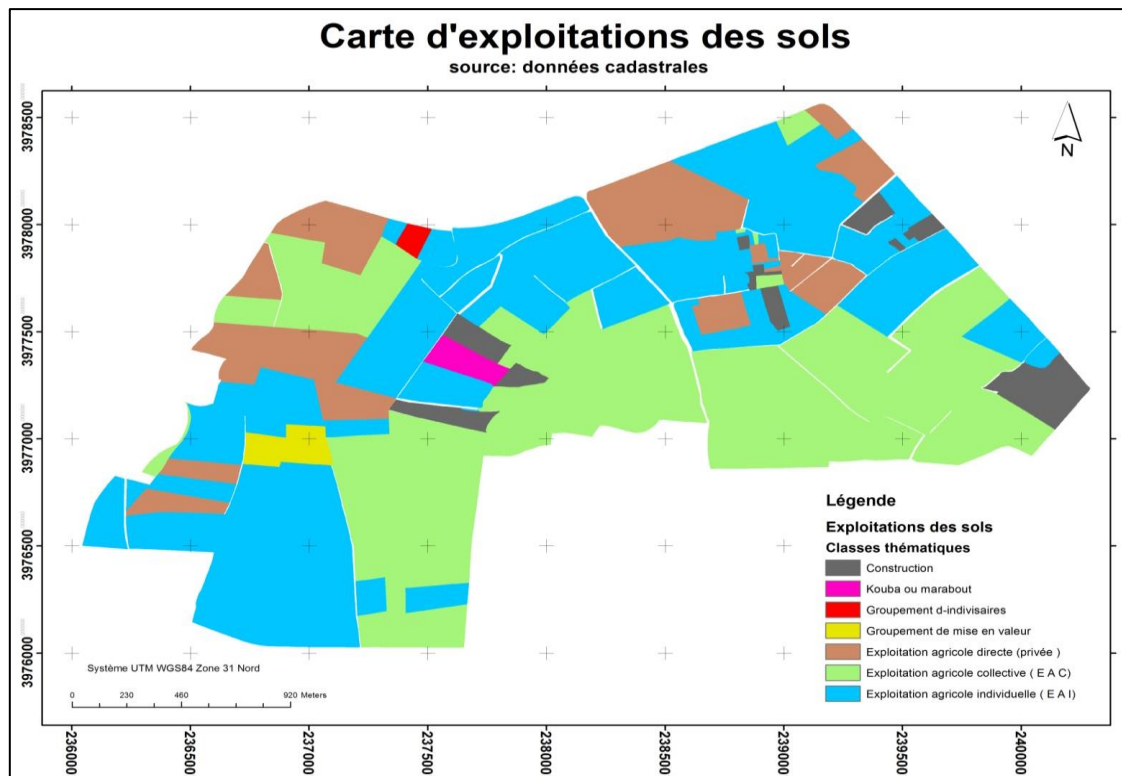 Carte d'exploitations des sols
source: données cadastrales
3978500
3978000
3977500
3977000
3976500
3976000
N
Légende
Exploitations des sols
Classes thématiques
Construction
Kouba ou marabout
Groupement d-indivisaires
Groupement de mise en valeur
Exploitation agricole directe (privée )
Exploitation agricole collective ( E A C)
Exploitation agricole individuelle ( E A I)
Système UTM WGS84 Zone 31 Nord
0 230 460 920 Meters
236000 236500 237000 237500 238000 238500 239000 239500 240000